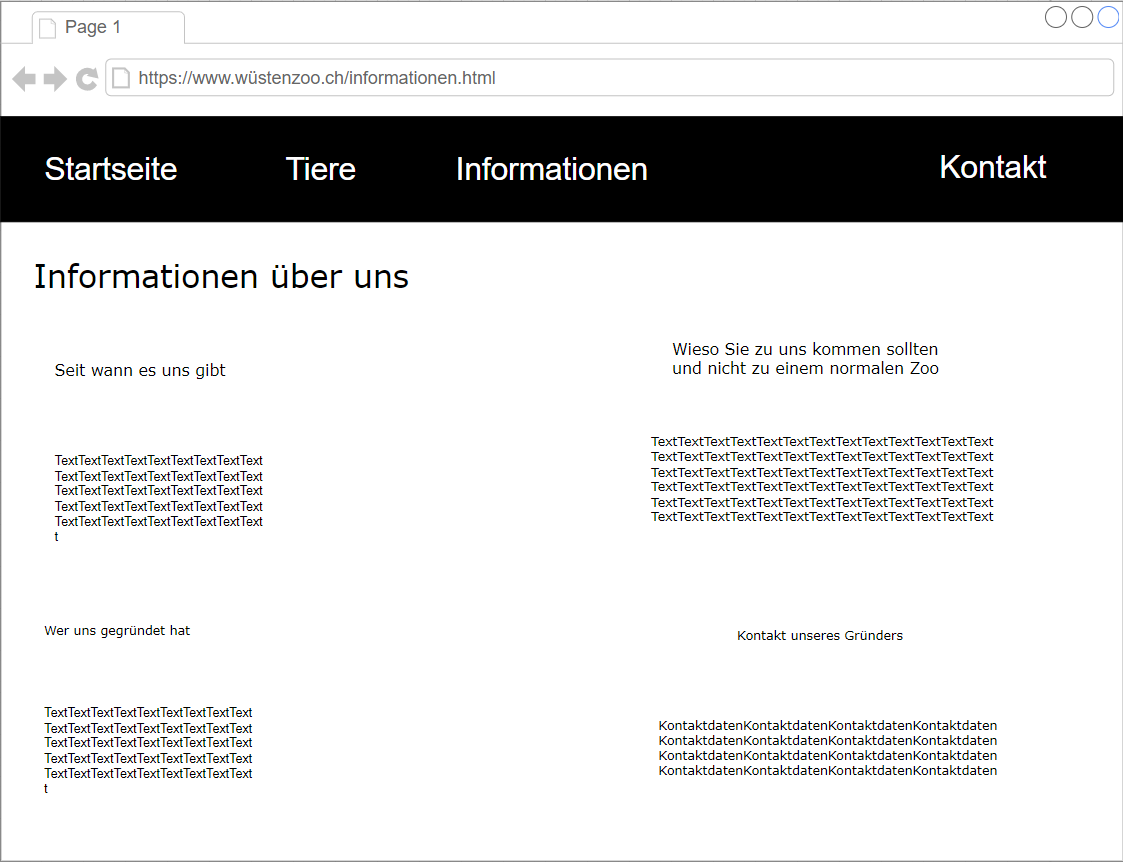 Page 1
https://www.wüstenzoo.ch/informationen.html
Startseite Tiere Informationen Kontakt
Informationen über uns
Seit wann es uns gibt
TextTextTextTextTextTextTextTextText
TextTextTextTextTextTextTextTextText
TextTextTextTextTextTextTextTextText
TextTextTextTextTextTextTextTextText
TextTextTextTextTextTextTextTextText
t
Wieso Sie zu uns kommen sollten
und nicht zu einem normalen Zoo
TextTextTextTextTextTextTextTextTextTextTextTextText
TextTextTextTextTextTextTextTextTextTextTextTextText
TextTextTextTextTextTextTextTextTextTextTextTextText
TextTextTextTextTextTextTextTextTextTextTextTextText
TextTextTextTextTextTextTextTextTextTextTextTextText
TextTextTextTextTextTextTextTextTextTextTextTextText
Wer uns gegründet hat
TextTextTextTextTextTextTextTextText
TextTextTextTextTextTextTextTextText
TextTextTextTextTextTextTextTextText
TextTextTextTextTextTextTextTextText
TextTextTextTextTextTextTextTextText
t
Kontakt unseres Gründers
KontaktdatenKontaktdatenKontaktdatenKontaktdaten
KontaktdatenKontaktdatenKontaktdatenKontaktdaten
KontaktdatenKontaktdatenKontaktdatenKontaktdaten
KontaktdatenKontaktdatenKontaktdatenKontaktdaten